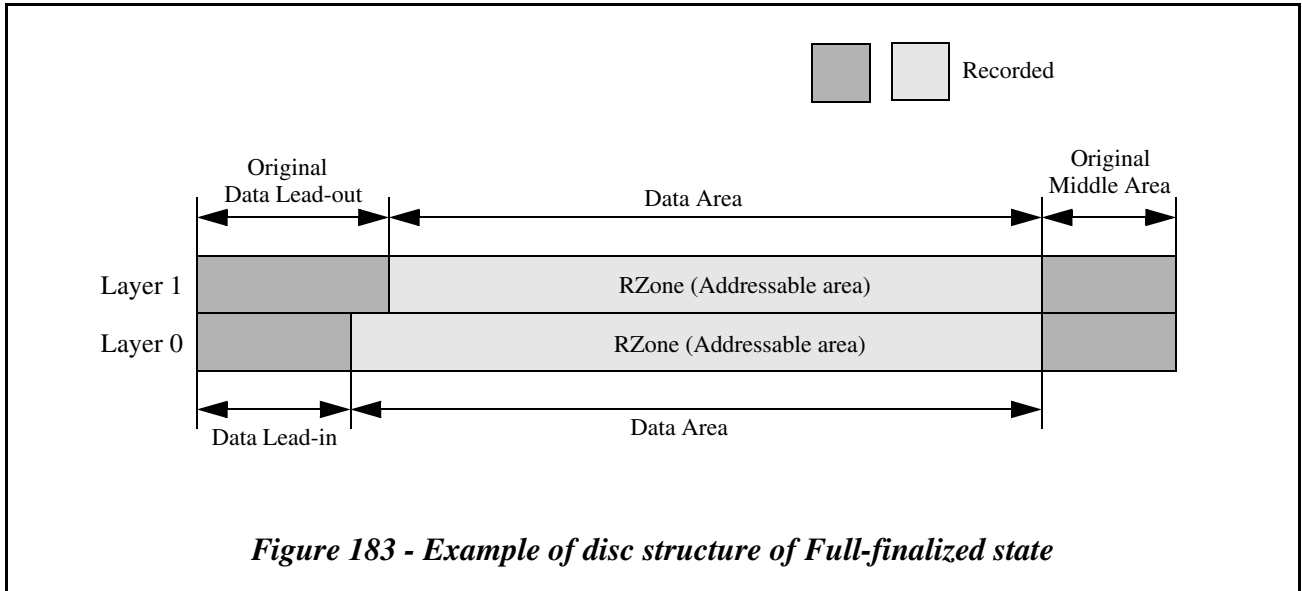 Recorded
Original
Data Lead-out
Data Area
Original
Middle Area
Layer 1
RZone (Addressable area)
Layer 0
RZone (Addressable area)
Data Lead-in
Data Area
Figure 183 - Example of disc structure of Full-finalized state